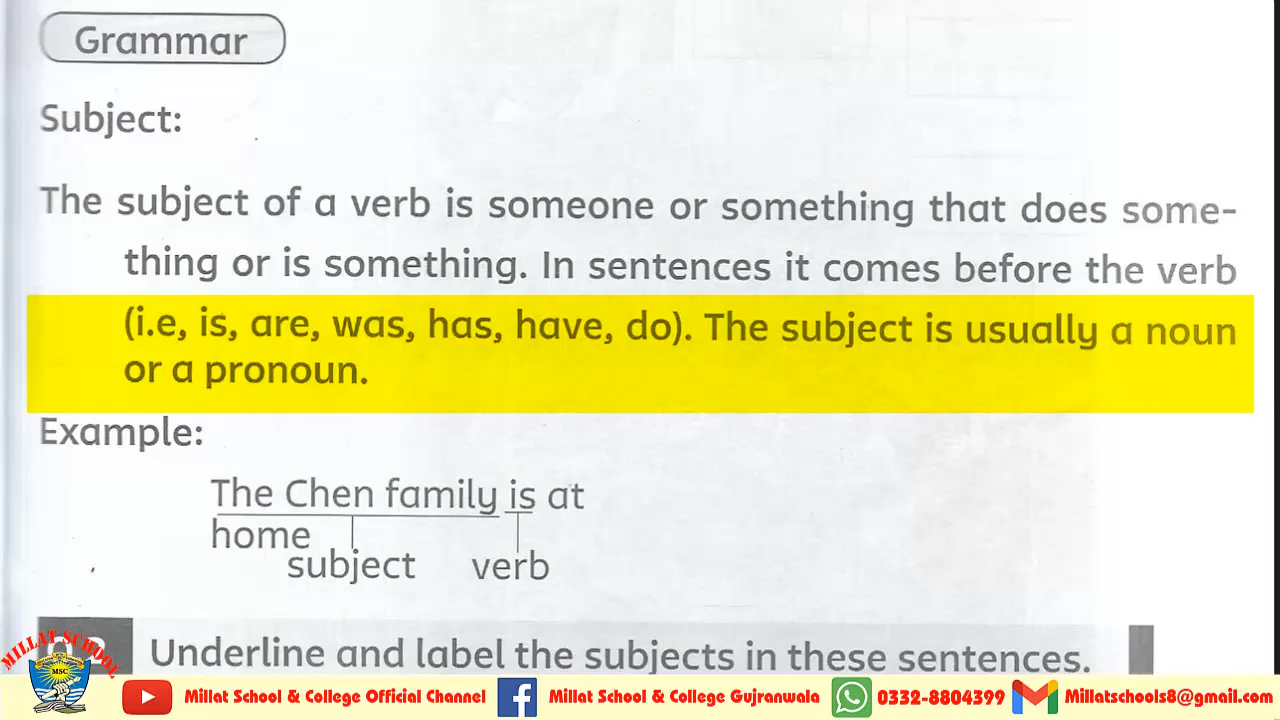 Grammar
Subject:
The subject of a verb is someone or something that does some-
thing or is something. In sentences it comes before the verb
(i.e, is, are, was, has, have, do). The subject is usually a noun
or a pronoun.
Example:
The Chen family is at
home
subject verb
Underline and label the subjects in these sentences.
MILLAT SCHOOL
MSC
Millat School & College Official Channel
Millat School & College Gujranwala
0332-8804399
Millatschools8@gmail.com